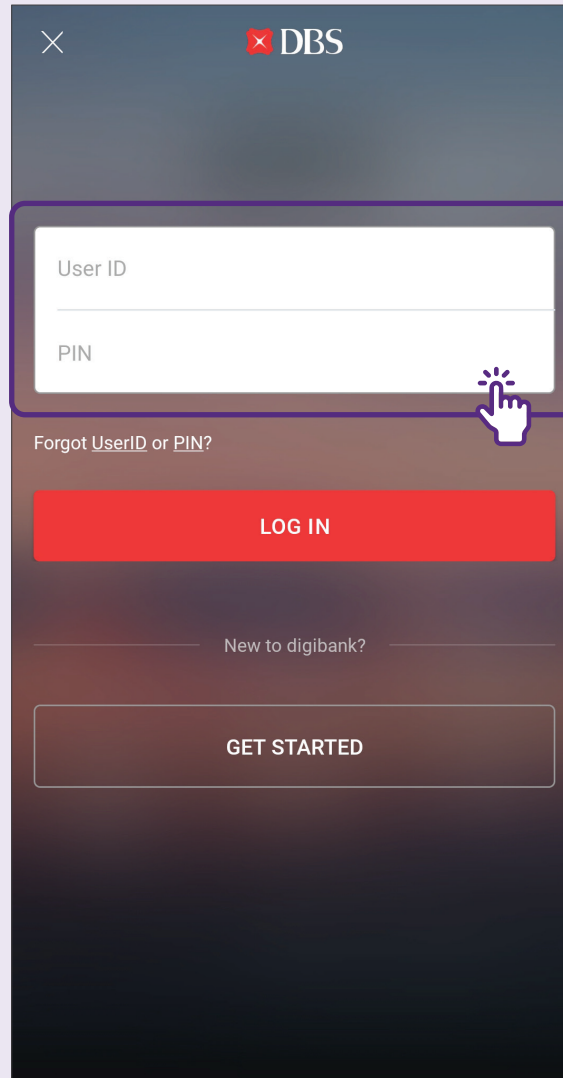 DBS
User ID
PIN
Forgot UserID or PIN?
LOG IN
New to digibank?
GET STARTED